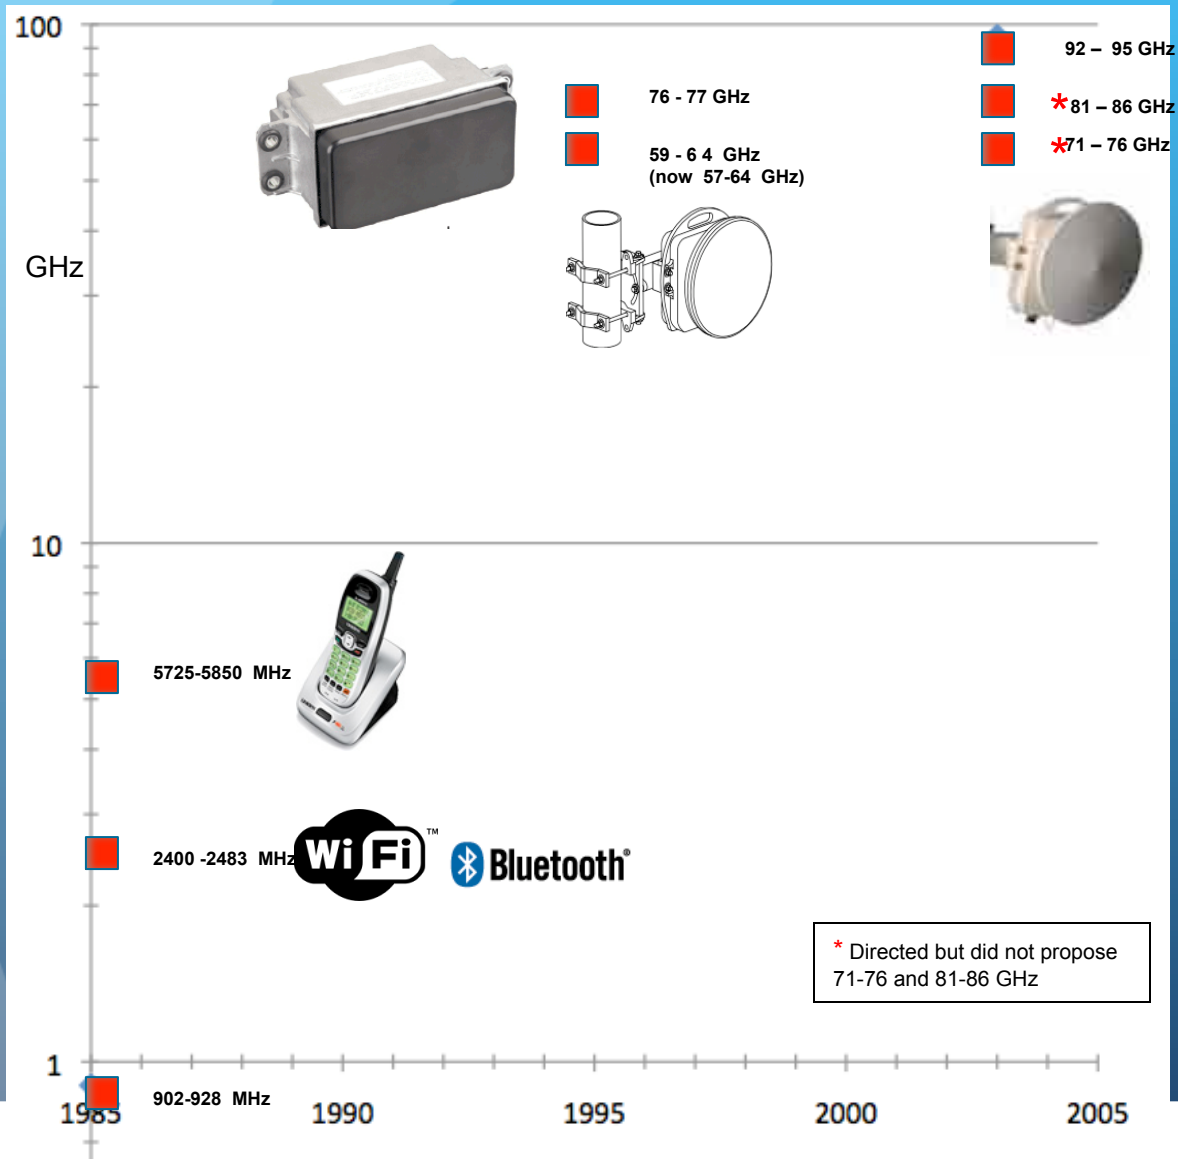 100
92 – 95 GHz
76 - 77 GHz
*81 – 86 GHz
59 - 6 4 GHz
(now 57-64 GHz)
*71 – 76 GHz
GHz
10
5725-5850 MHz
2400 -2483 MHz
Wi Fi ™
Bluetooth®
* Directed but did not propose
71-76 and 81-86 GHz
1
902-928 MHz
1985 1990 1995 2000 2005